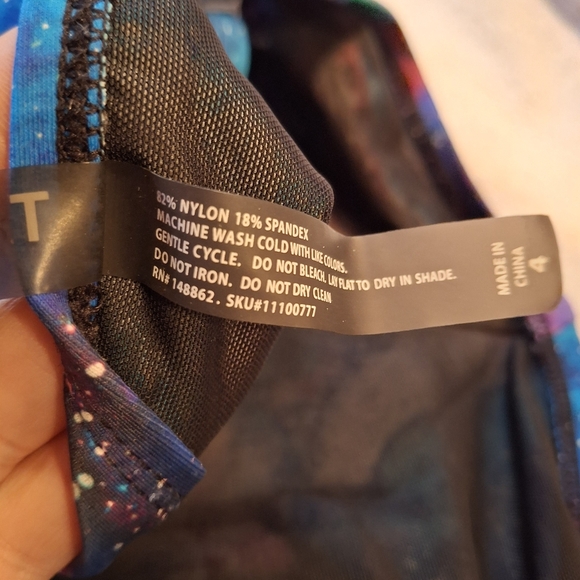 T
82% NYLON 18% SPANDEX
MACHINE WASH COLD WITH LIKE COLORS.
GENTLE CYCLE. DO NOT BLEACH. LAY FLAT TO DRY IN SHADE.
DO NOT IRON. DO NOT DRY CLEAN
RN# 148862. SKU#11100777
MADE IN
CHINA
4